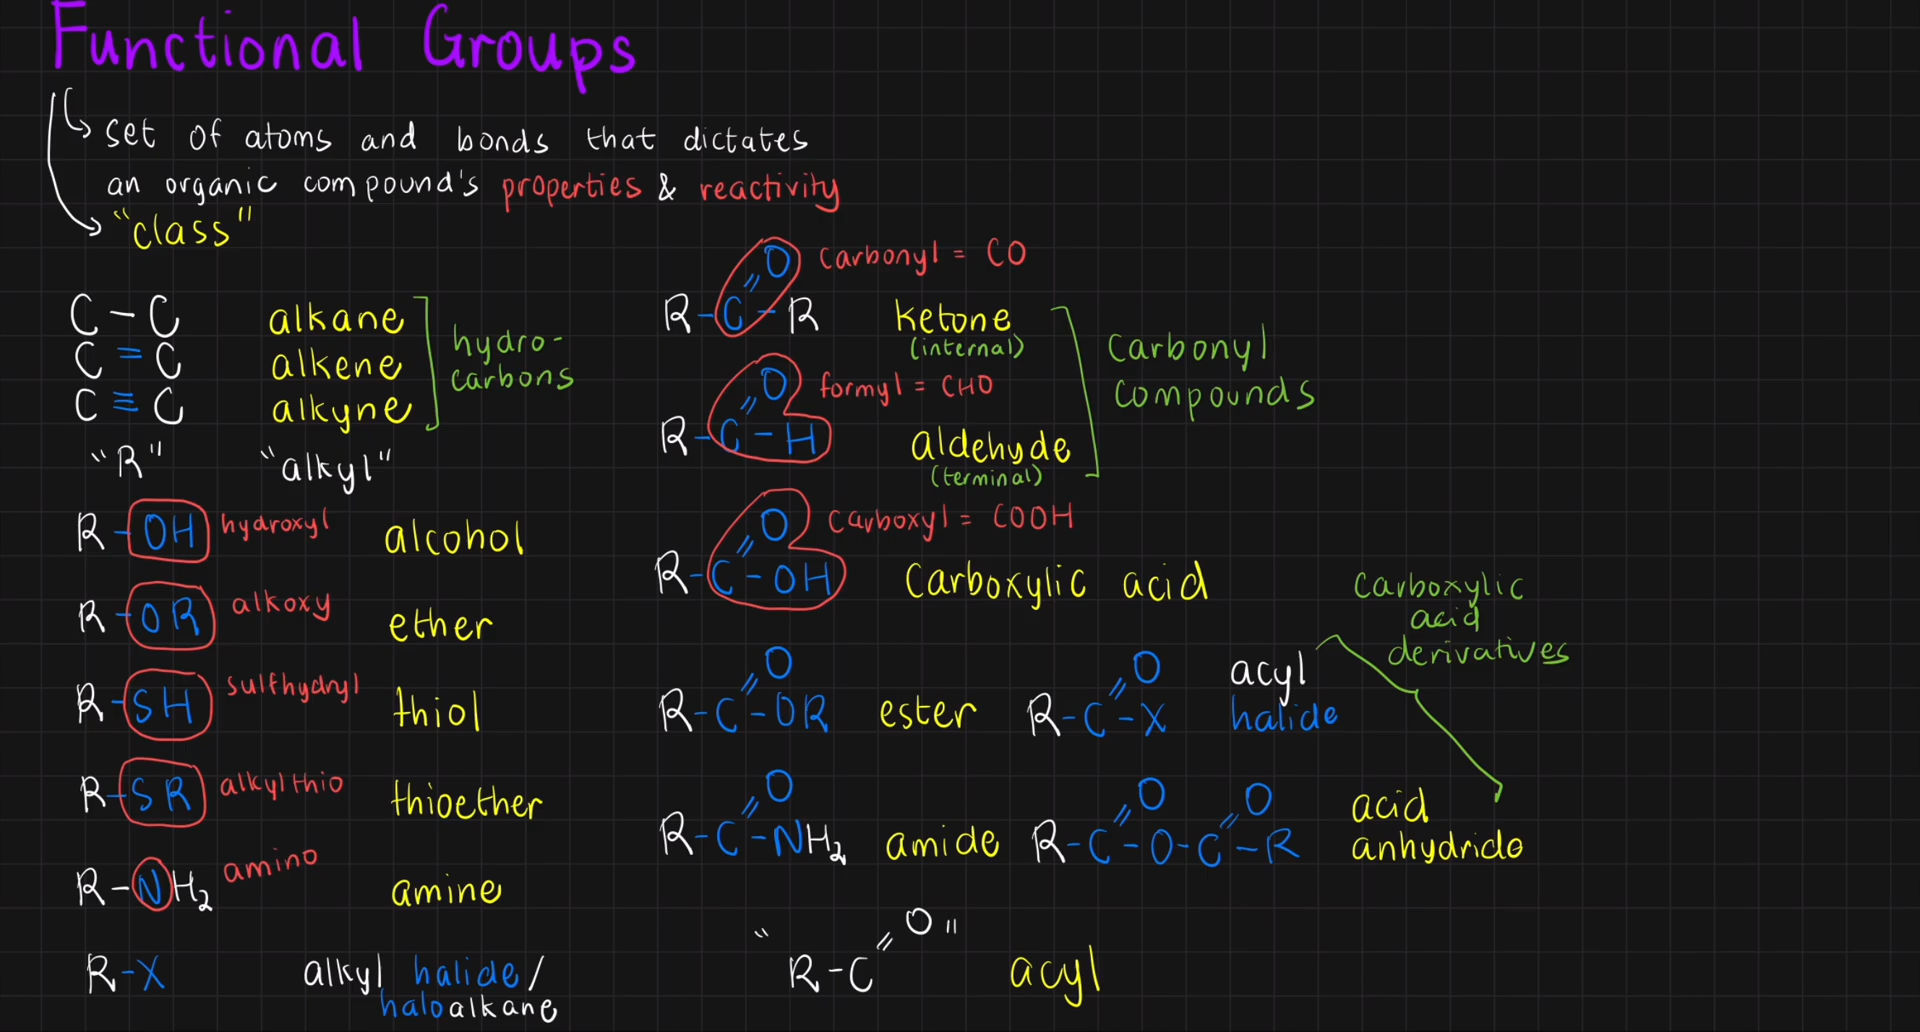 Functional Groups
set of atoms and bonds that dictates
an organic compound's properties & reactivity
"class"
C - C alkane
C = C alkene
C ≡ C alkyne
hydro-
carbons
"R" "alkyl"
R - OH hydroxyl alcohol
R - OR alkoxy ether
R - SH sulfhydryl thiol
R - SR alkylthio thioether
R - NH₂ amino amine
R - X alkyl halide/
haloalkane
O carbonyl = CO
R - C - R ketone
(internal)
O formyl = CHO
R - C - H aldehyde
(terminal)
Carbonyl
compounds
O carboxyl = COOH
R - C - OH Carboxylic acid
Carboxylic
acid
derivatives
O
R - C - OR ester
O acyl
R - C - X halide
O
R - C - NH₂ amide
O O acid
R - C - O - C - R anhydride
" O "
R - C acyl